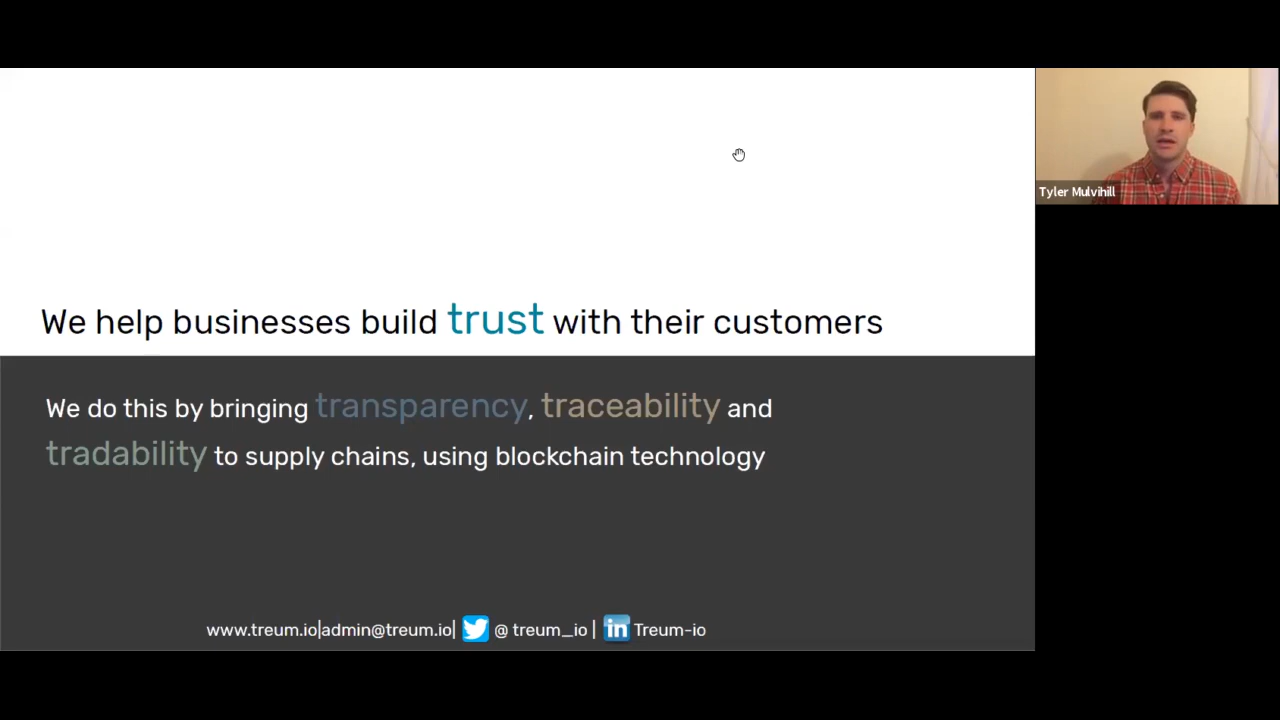 Tyler Mulvihill
We help businesses build trust with their customers
We do this by bringing transparency, traceability and
tradability to supply chains, using blockchain technology
www.treum.io|admin@treum.io| @ treum_io | in Treum-io